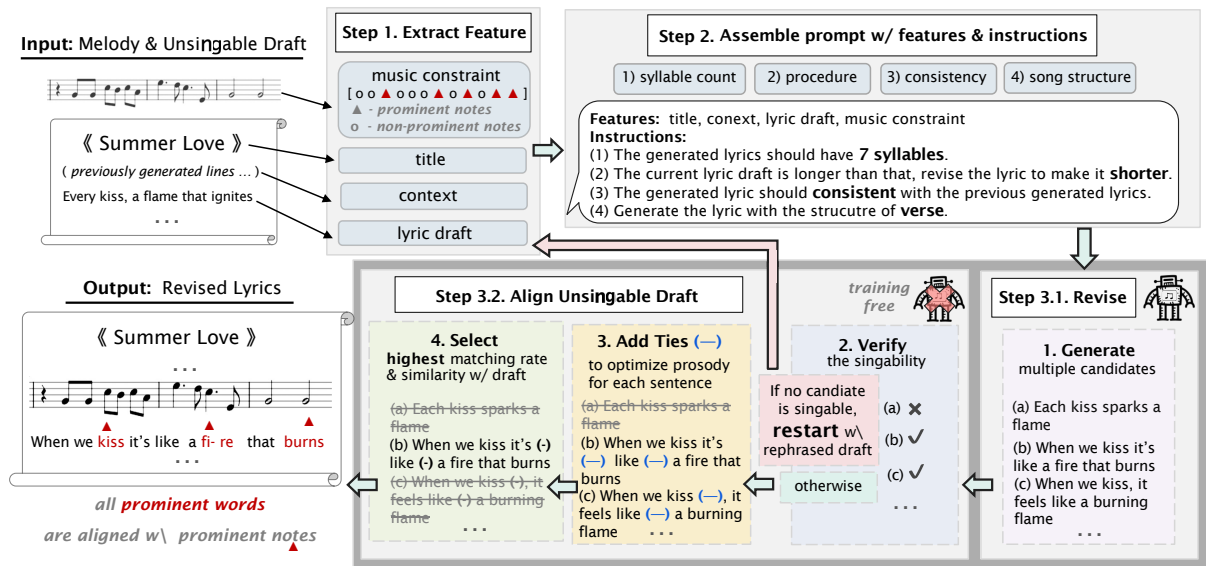 Input: Melody & Unsingable Draft
《 Summer Love 》
( previously generated lines ... )
Every kiss, a flame that ignites
...
Step 1. Extract Feature
music constraint
[ o o ▲ o o o ▲ o ▲ o ▲ ▲ ]
▲ - prominent notes
o - non-prominent notes
title
context
lyric draft
Step 2. Assemble prompt w/ features & instructions
1) syllable count
2) procedure
3) consistency
4) song structure
Features: title, conext, lyric draft, music constraint
Instructions:
(1) The generated lyrics should have 7 syllables.
(2) The current lyric draft is longer than that, revise the lyric to make it shorter.
(3) The generated lyric should consistent with the previous generated lyrics.
(4) Generate the lyric with the strucutre of verse.
Step 3.1. Revise
1. Generate
multiple candidates
(a) Each kiss sparks a
flame
(b) When we kiss it's
like a fire that burns
(c) When we kiss, it
feels like a burning
flame
...
Step 3.2. Align Unsingable Draft
training
free
2. Verify
the singability
(a) ✖
(b) ✓
(c) ✓
...
If no candiate
is singable,
restart w\
rephrased draft
otherwise
3. Add Ties (—)
to optimize prosody
for each sentence
(a) Each kiss sparks a
flame
(b) When we kiss it's
(—) like (—) a fire that
burns
(c) When we kiss (—), it
feels like (—) a burning
flame
...
4. Select
highest matching rate
& similarity w/ draft
(a) Each kiss sparks a
flame
(b) When we kiss it's (-)
like (-) a fire that burns
(c) When we kiss (-), it
feels like (-) a burning
flame
...
Output: Revised Lyrics
《 Summer Love 》
...
When we kiss it's like a fi- re that burns
...
all prominent words
are aligned w\ prominent notes